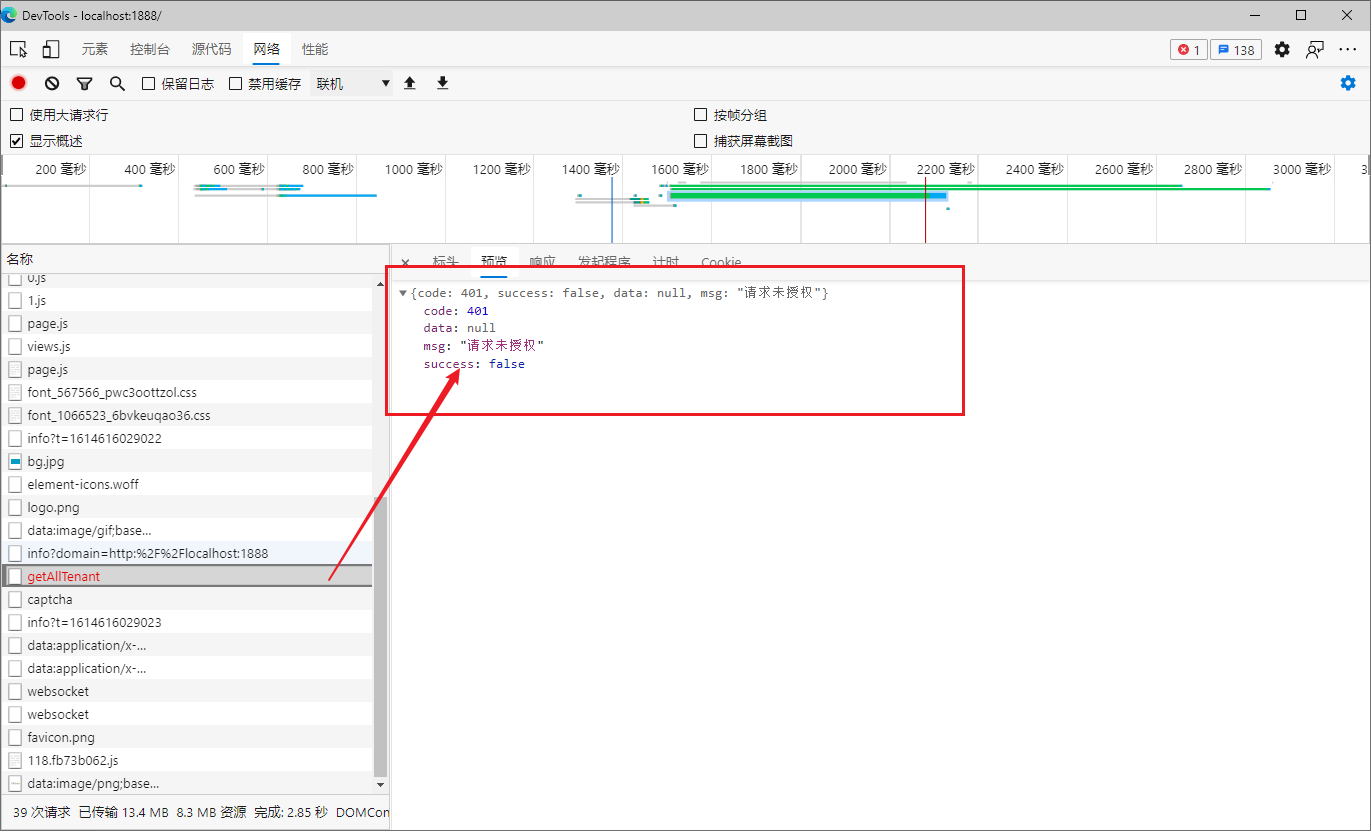 DevTools - localhost:1888/
元素 控制台 源代码 网络 性能 1 138
保留日志 禁用缓存 联机
使用大请求行 按帧分组
显示概述 捕获屏幕截图
200 毫秒 400 毫秒 600 毫秒 800 毫秒 1000 毫秒 1200 毫秒 1400 毫秒 1600 毫秒 1800 毫秒 2000 毫秒 2200 毫秒 2400 毫秒 2600 毫秒 2800 毫秒 3000 毫秒 3
名称
标头 预览 响应 发起程序 计时 Cookie
0.js
1.js
page.js
views.js
page.js
font_567566_pwc3oottzol.css
font_1066523_6bvkeuqao36.css
info?t=1614616029022
bg.jpg
element-icons.woff
logo.png
data:image/gif;base...
info?domain=http:%2F%2Flocalhost:1888
getAllTenant
captcha
info?t=1614616029023
data:application/x-...
data:application/x-...
websocket
websocket
favicon.png
118.fb73b062.js
data:image/png;base...
{code: 401, success: false, data: null, msg: "请求未授权"}
code: 401
data: null
msg: "请求未授权"
success: false
39 次请求 已传输 13.4 MB 8.3 MB 资源 完成: 2.85 秒 DOMCon